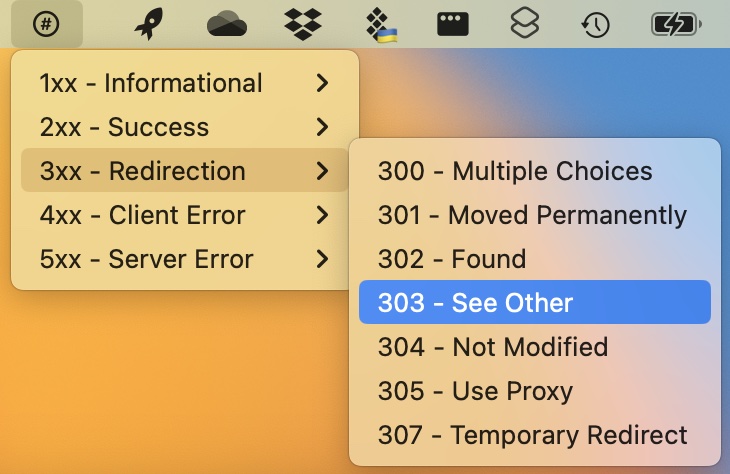 #
1xx - Informational
2xx - Success
3xx - Redirection
4xx - Client Error
5xx - Server Error
300 - Multiple Choices
301 - Moved Permanently
302 - Found
303 - See Other
304 - Not Modified
305 - Use Proxy
307 - Temporary Redirect